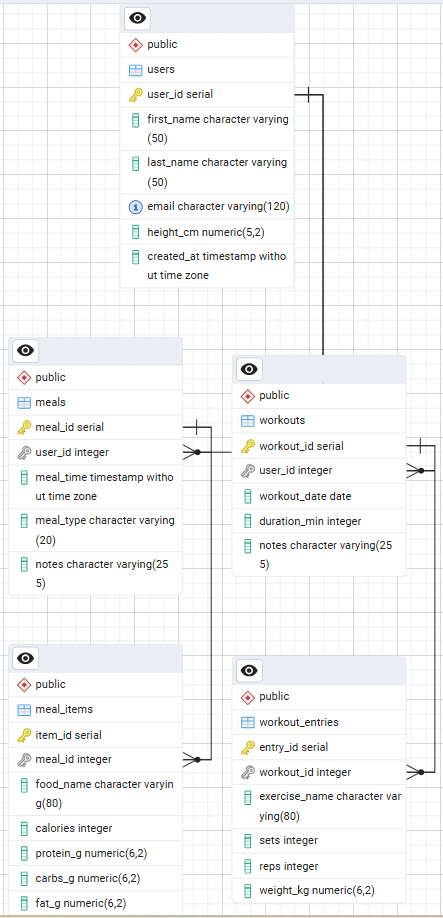 public
users
user_id serial
first_name character varying
(50)
last_name character varying
(50)
1
email character varying(120)
height_cm numeric(5,2)
created_at timestamp witho
ut time zone
public
meals
meal_id serial
user_id integer
meal_time timestamp witho
ut time zone
meal_type character varying
(20)
notes character varying(25
5)
public
workouts
workout_id serial
user_id integer
workout_date date
duration_min integer
notes character varying(25
5)
public
meal_items
item_id serial
meal_id integer
food_name character varyin
g(80)
calories integer
protein_g numeric(6,2)
carbs_g numeric(6,2)
fat_g numeric(6,2)
public
workout_entries
entry_id serial
workout_id integer
exercise_name character var
ying(80)
sets integer
reps integer
weight_kg numeric(6,2)